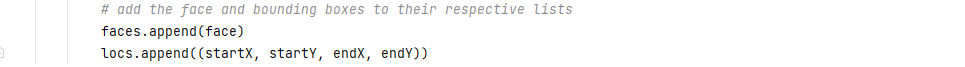 # add the face and bounding boxes to their respective lists
faces.append(face)
locs.append((startX, startY, endX, endY))